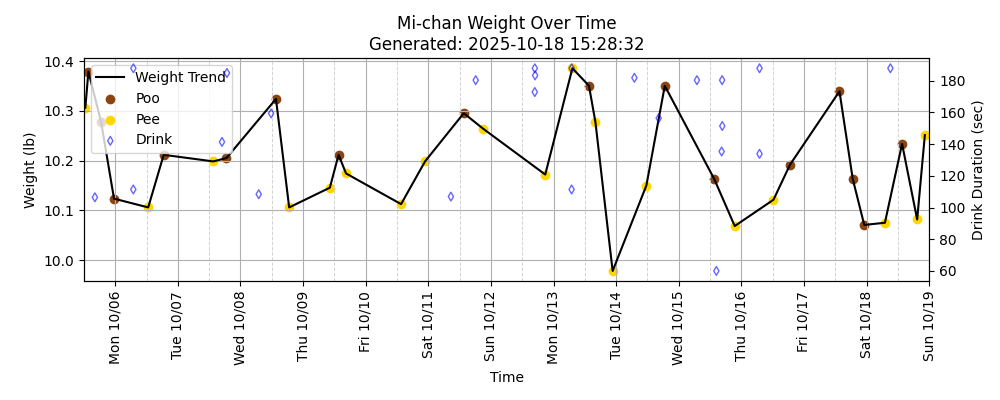 Mi-chan Weight Over Time
Generated: 2025-10-18 15:28:32
Weight (lb)
10.4
10.3
10.2
10.1
10.0
Weight Trend
Poo
Pee
Drink
180
160
140
120
100
80
60
Drink Duration (sec)
Mon 10/06
Tue 10/07
Wed 10/08
Thu 10/09
Fri 10/10
Sat 10/11
Sun 10/12
Mon 10/13
Tue 10/14
Wed 10/15
Thu 10/16
Fri 10/17
Sat 10/18
Sun 10/19
Time